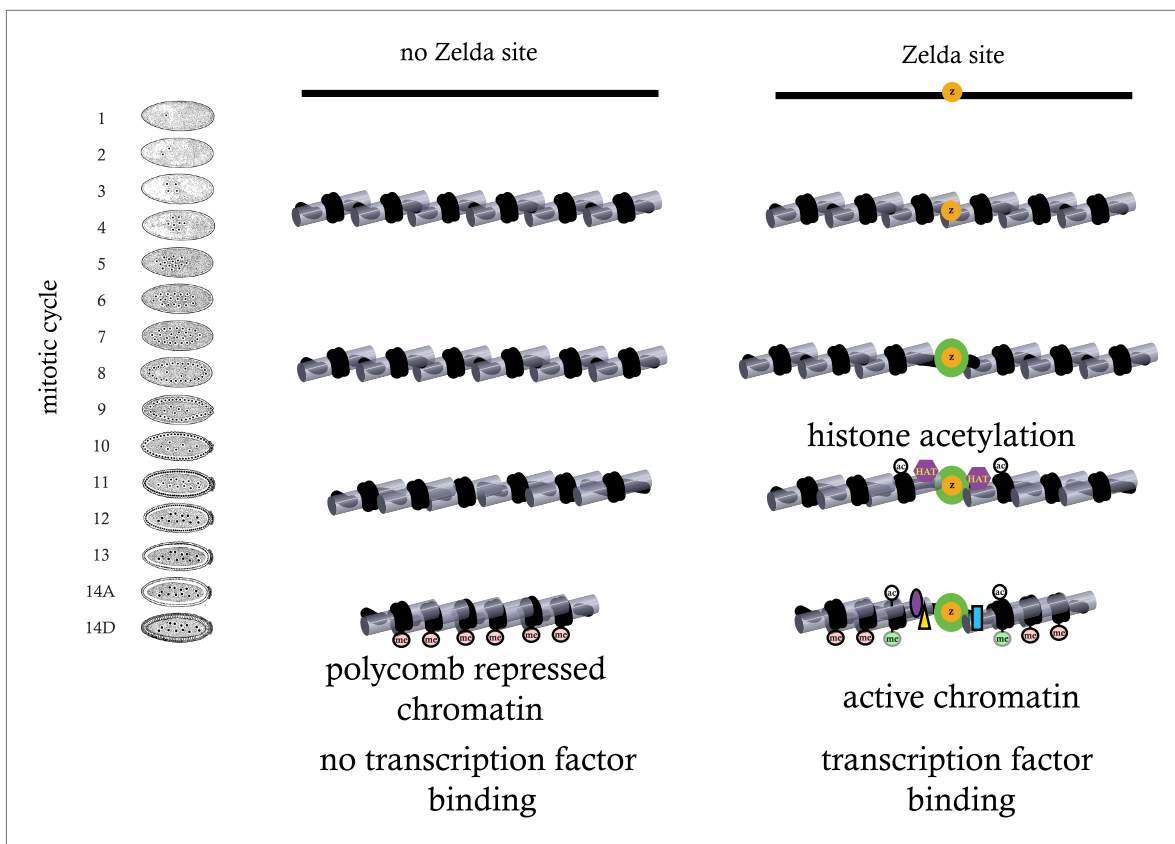 no Zelda site
Zelda site
z
mitotic cycle
1
2
3
4
5
6
7
8
9
10
11
12
13
14A
14D
z
z
histone acetylation
ac
HAT
z
HAT
ac
ac
z
ac
me
me
me
me
me
me
me
me
me
me
me
me
polycomb repressed
chromatin
active chromatin
no transcription factor
binding
transcription factor
binding